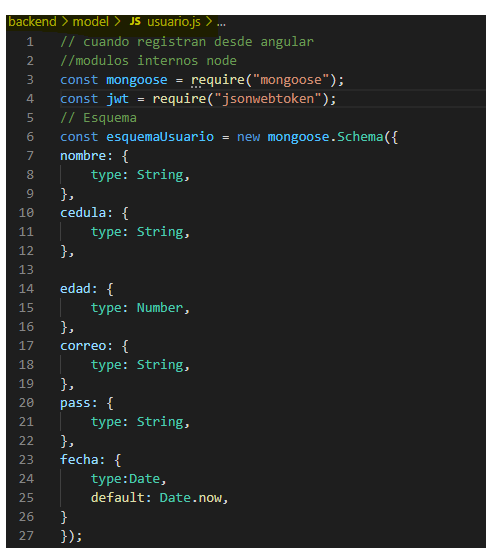 backend > model > JS usuario.js > ...
1 // cuando registran desde angular
2 //modulos internos node
3 const mongoose = require("mongoose");
4 const jwt = require("jsonwebtoken");
5 // Esquema
6 const esquemaUsuario = new mongoose.Schema({
7 nombre: {
8     type: String,
9 },
10 cedula: {
11     type: String,
12 },
13
14 edad: {
15     type: Number,
16 },
17 correo: {
18     type: String,
19 },
20 pass: {
21     type: String,
22 },
23 fecha: {
24     type:Date,
25     default: Date.now,
26 }
27 });